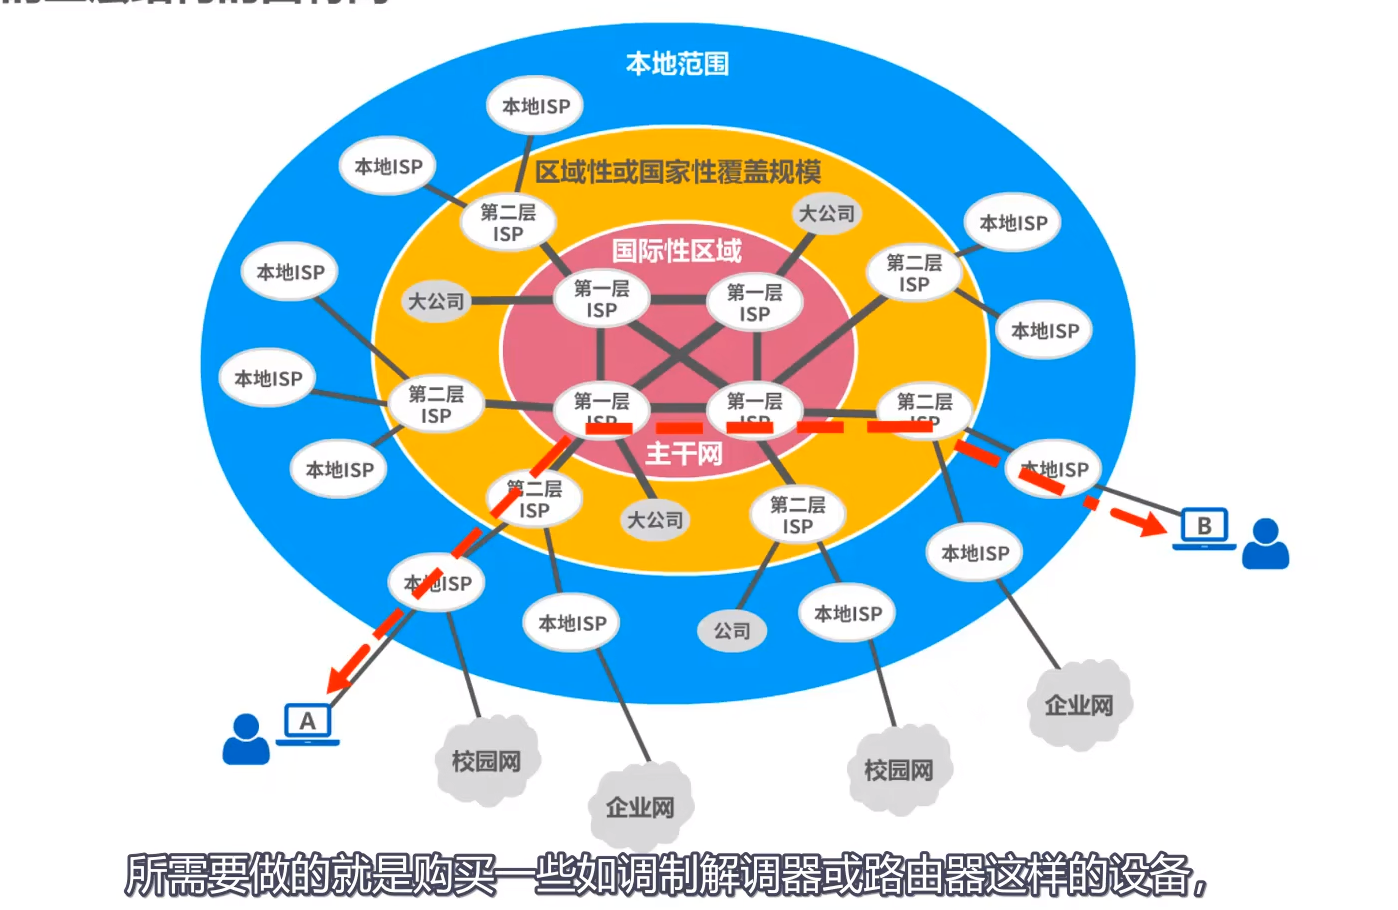 的三层结构的因特网
本地范围
本地ISP
本地ISP
区域性或国家性覆盖规模
第二层
ISP
大公司
本地ISP
国际性区域
第二层
ISP
本地ISP
大公司
第一层
ISP
第一层
ISP
本地ISP
本地ISP
第二层
ISP
第一层
ISP
第一层
ISP
第二层
ISP
主干网
本地ISP
本地ISP
第二层
ISP
大公司
第二层
ISP
B
本地ISP
本地ISP
本地ISP
公司
本地ISP
A
企业网
校园网
校园网
企业网
所需要做的就是购买一些如调制解调器或路由器这样的设备，